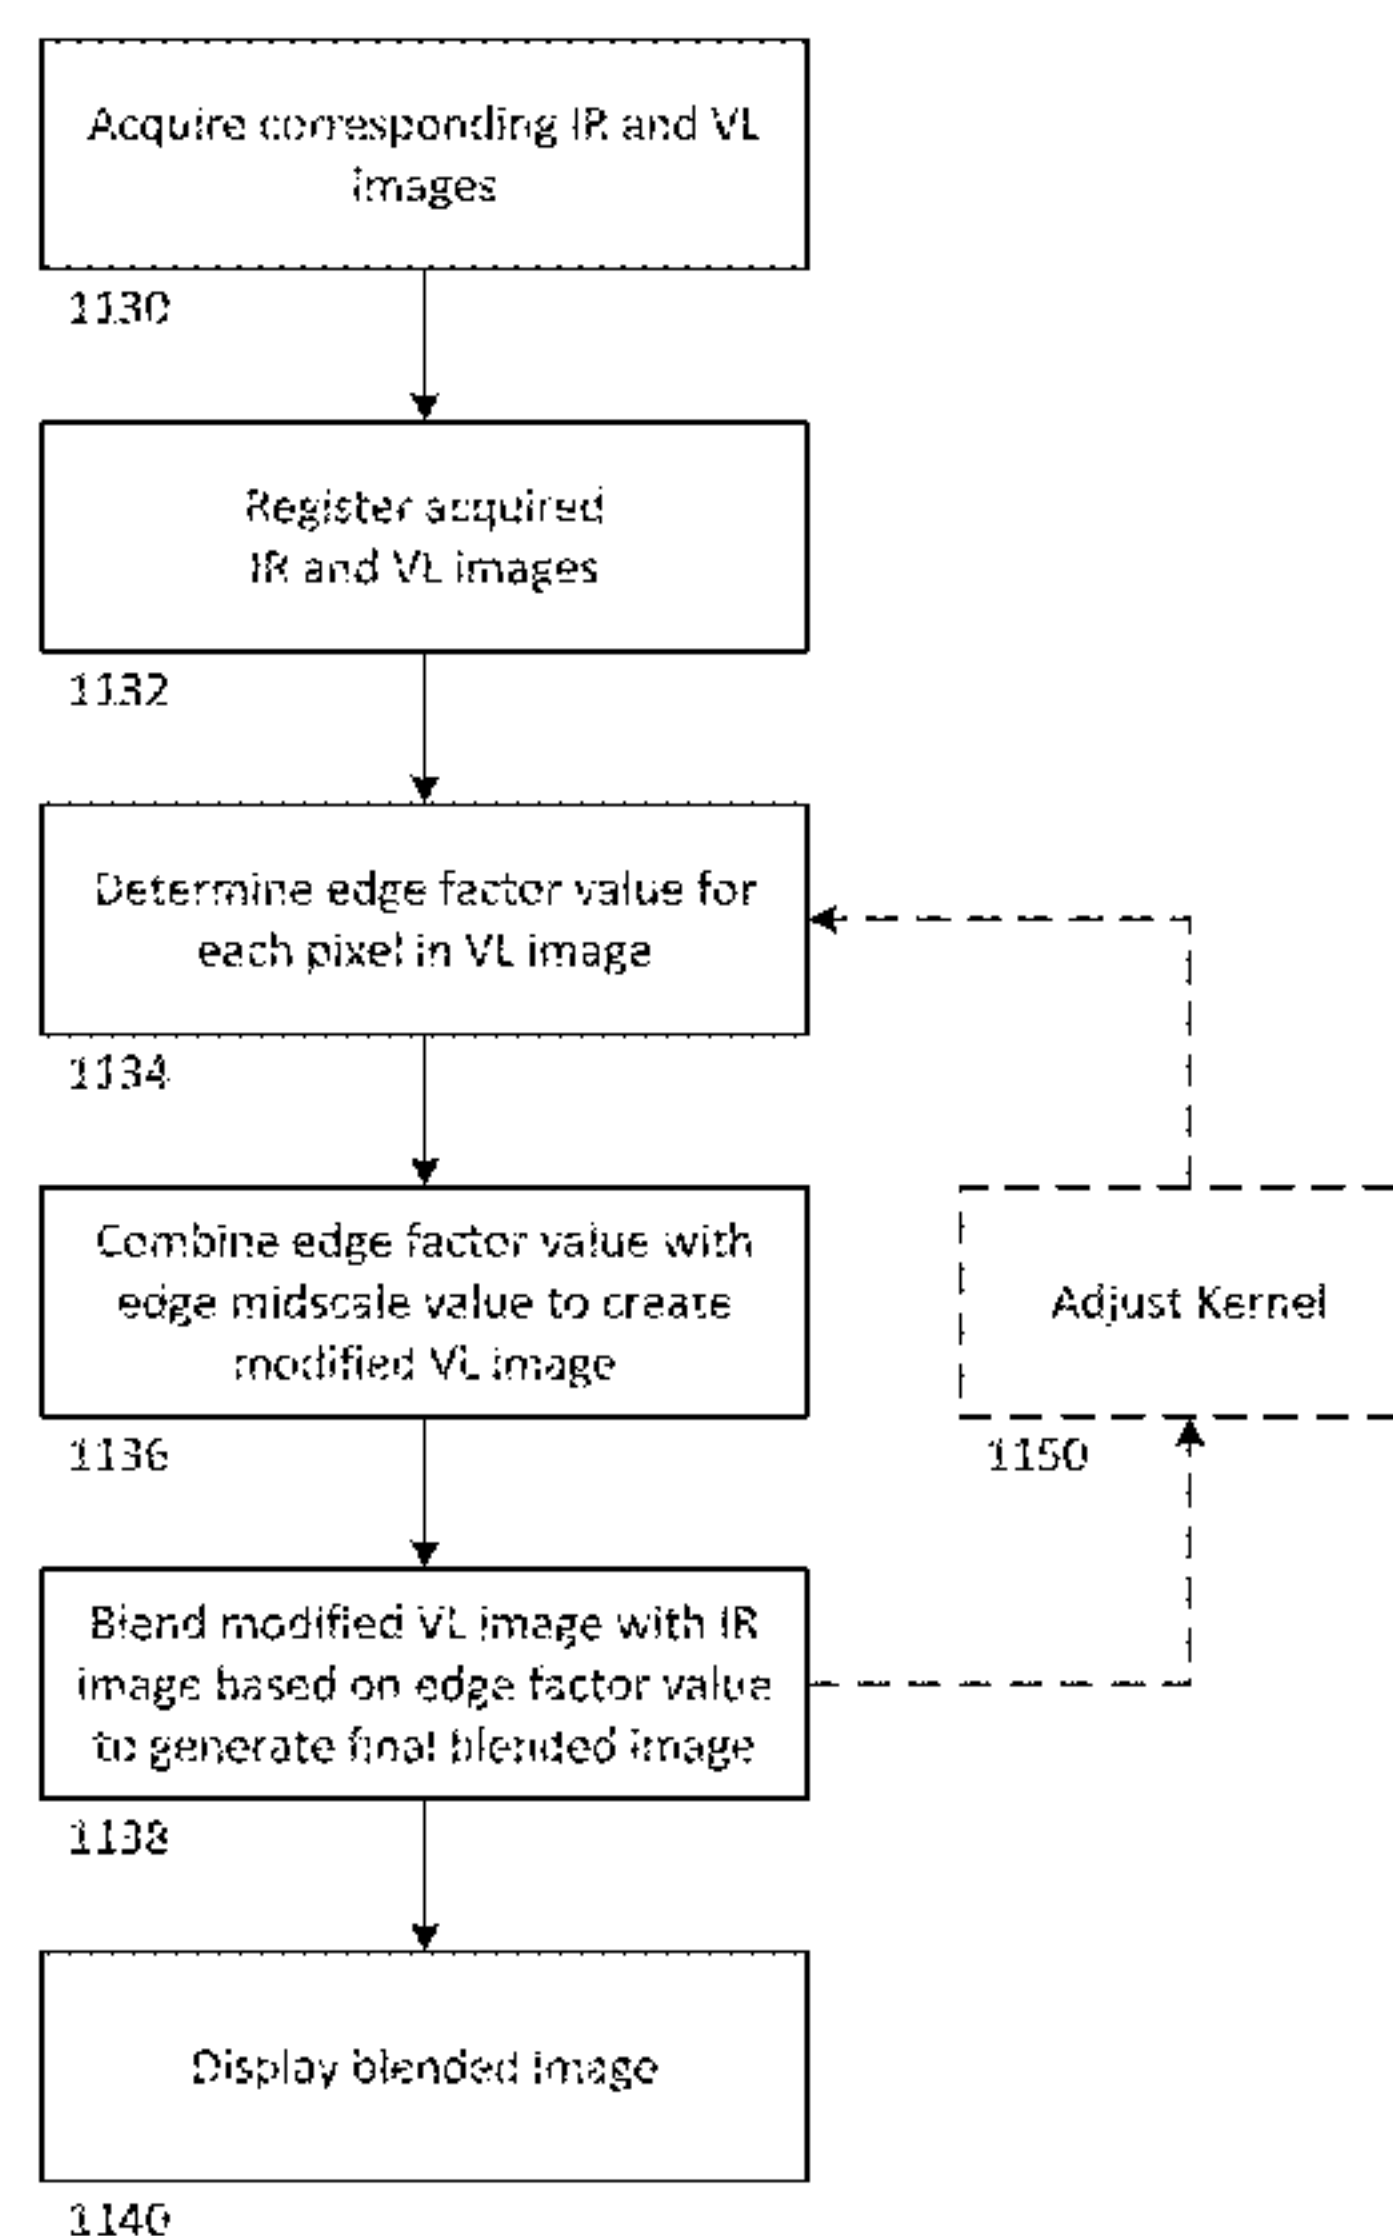 Acquire corresponding IR and VL
images
1130
Register acquired
IR and VL images
1132
Determine edge factor value for
each pixel in VL image
1134
Combine edge factor value with
edge midscale value to create
modified VL image
1136
Adjust Kernel
1150
Blend modified VL image with IR
image based on edge factor value
to generate final blended image
1138
Display blended image
1140